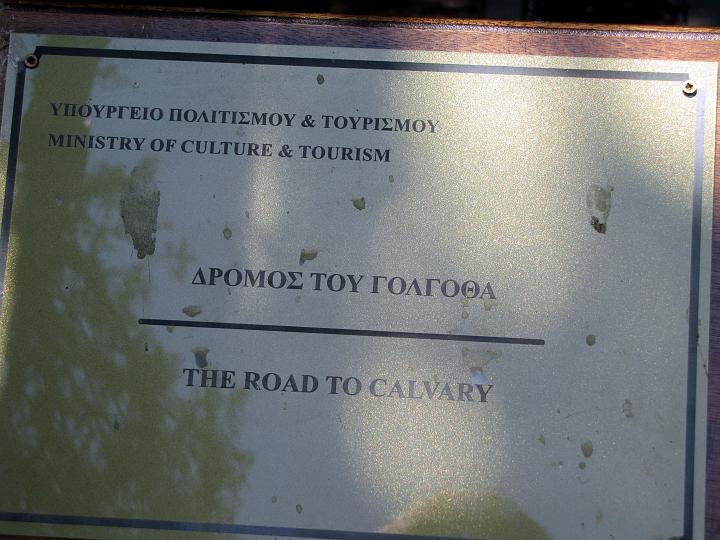 ΥΠΟΥΡΓΕΙΟ ΠΟΛΙΤΙΣΜΟΥ & ΤΟΥΡΙΣΜΟΥ
MINISTRY OF CULTURE & TOURISM
ΔΡΟΜΟΣ ΤΟΥ ΓΟΛΓΟΘΑ
THE ROAD TO CALVARY